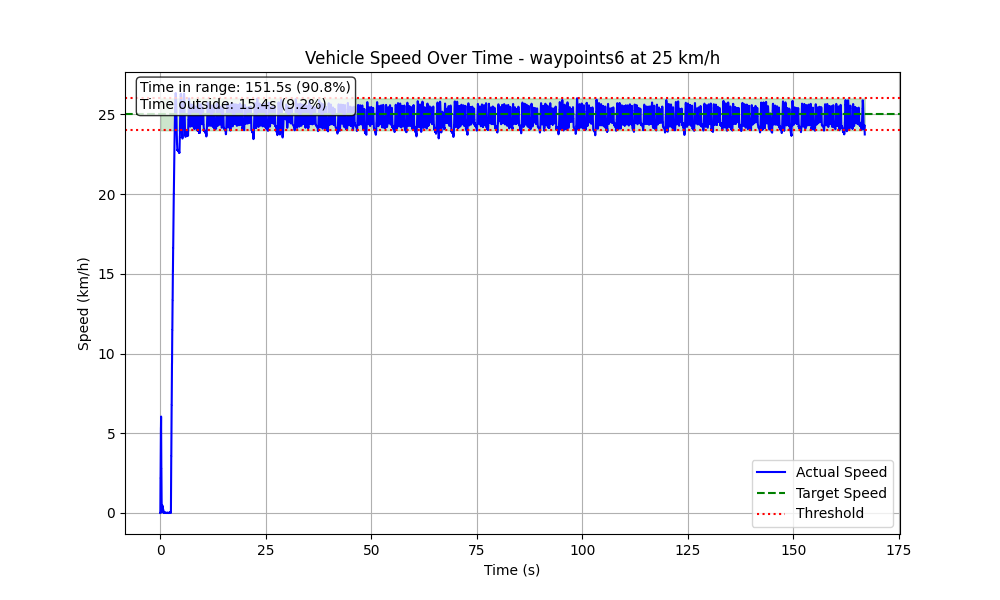 Vehicle Speed Over Time - waypoints6 at 25 km/h
Time in range: 151.5s (90.8%)
Time outside: 15.4s (9.2%)
25
20
15
10
5
0
Speed (km/h)
Actual Speed
Target Speed
Threshold
0
25
50
75
100
125
150
175
Time (s)